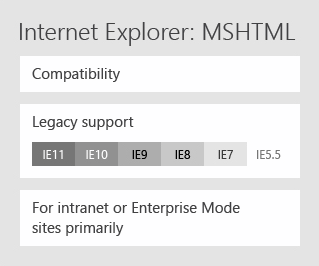 Internet Explorer: MSHTML
Compatibility
Legacy support
IE11 IE10 IE9 IE8 IE7 IE5.5
For intranet or Enterprise Mode
sites primarily